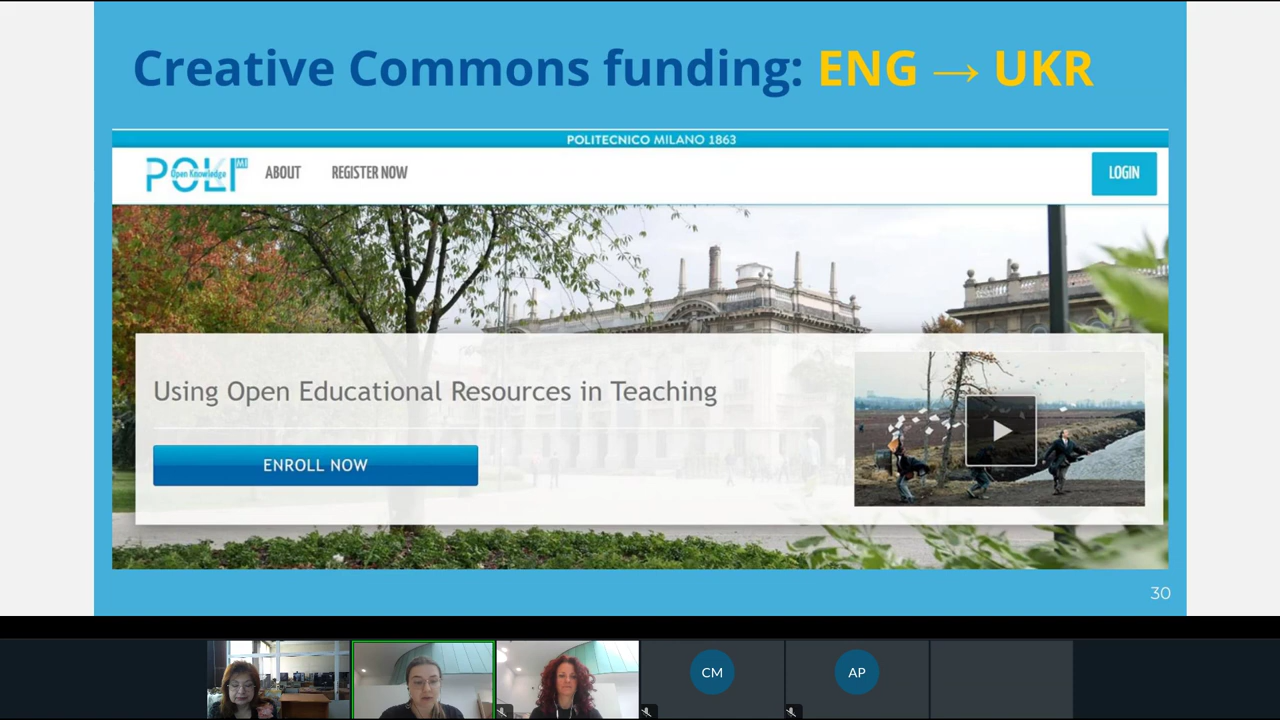 Creative Commons funding: ENG → UKR
POLITECNICO MILANO 1863
POLIMI
Open Knowledge
ABOUT
REGISTER NOW
LOGIN
Using Open Educational Resources in Teaching
ENROLL NOW
30
CM
AP